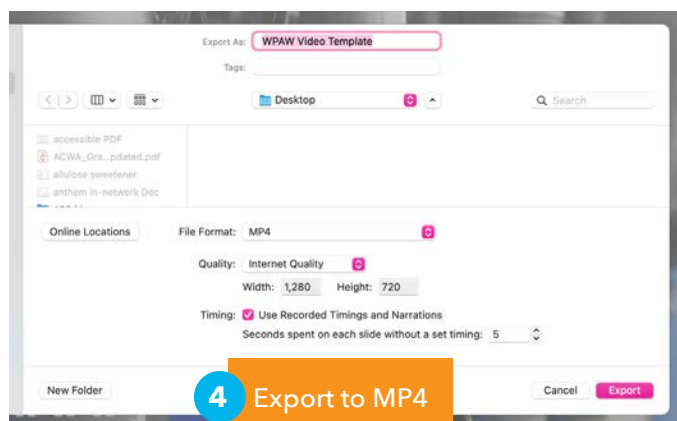 Export As: WPAW Video Template
Tags:
Desktop
Search
accessible PDF
ACWA_Gra...pdated.pdf
allulose sweetener
anthem in-network Doc
Online Locations
File Format: MP4
Quality: Internet Quality
Width: 1,280 Height: 720
Timing: Use Recorded Timings and Narrations
Seconds spent on each slide without a set timing: 5
New Folder
4 Export to MP4
Cancel Export